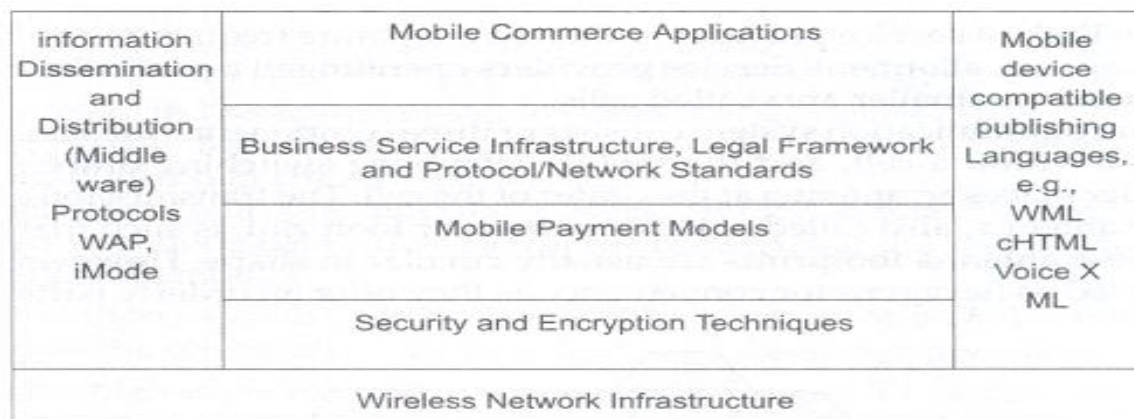 information
Dissemination
and
Distribution
(Middle
ware)
Protocols
WAP,
iMode
Mobile Commerce Applications
Business Service Infrastructure, Legal Framework
and Protocol/Network Standards
Mobile Payment Models
Security and Encryption Techniques
Mobile
device
compatible
publishing
Languages,
e.g.,
WML
cHTML
Voice X
ML
Wireless Network Infrastructure